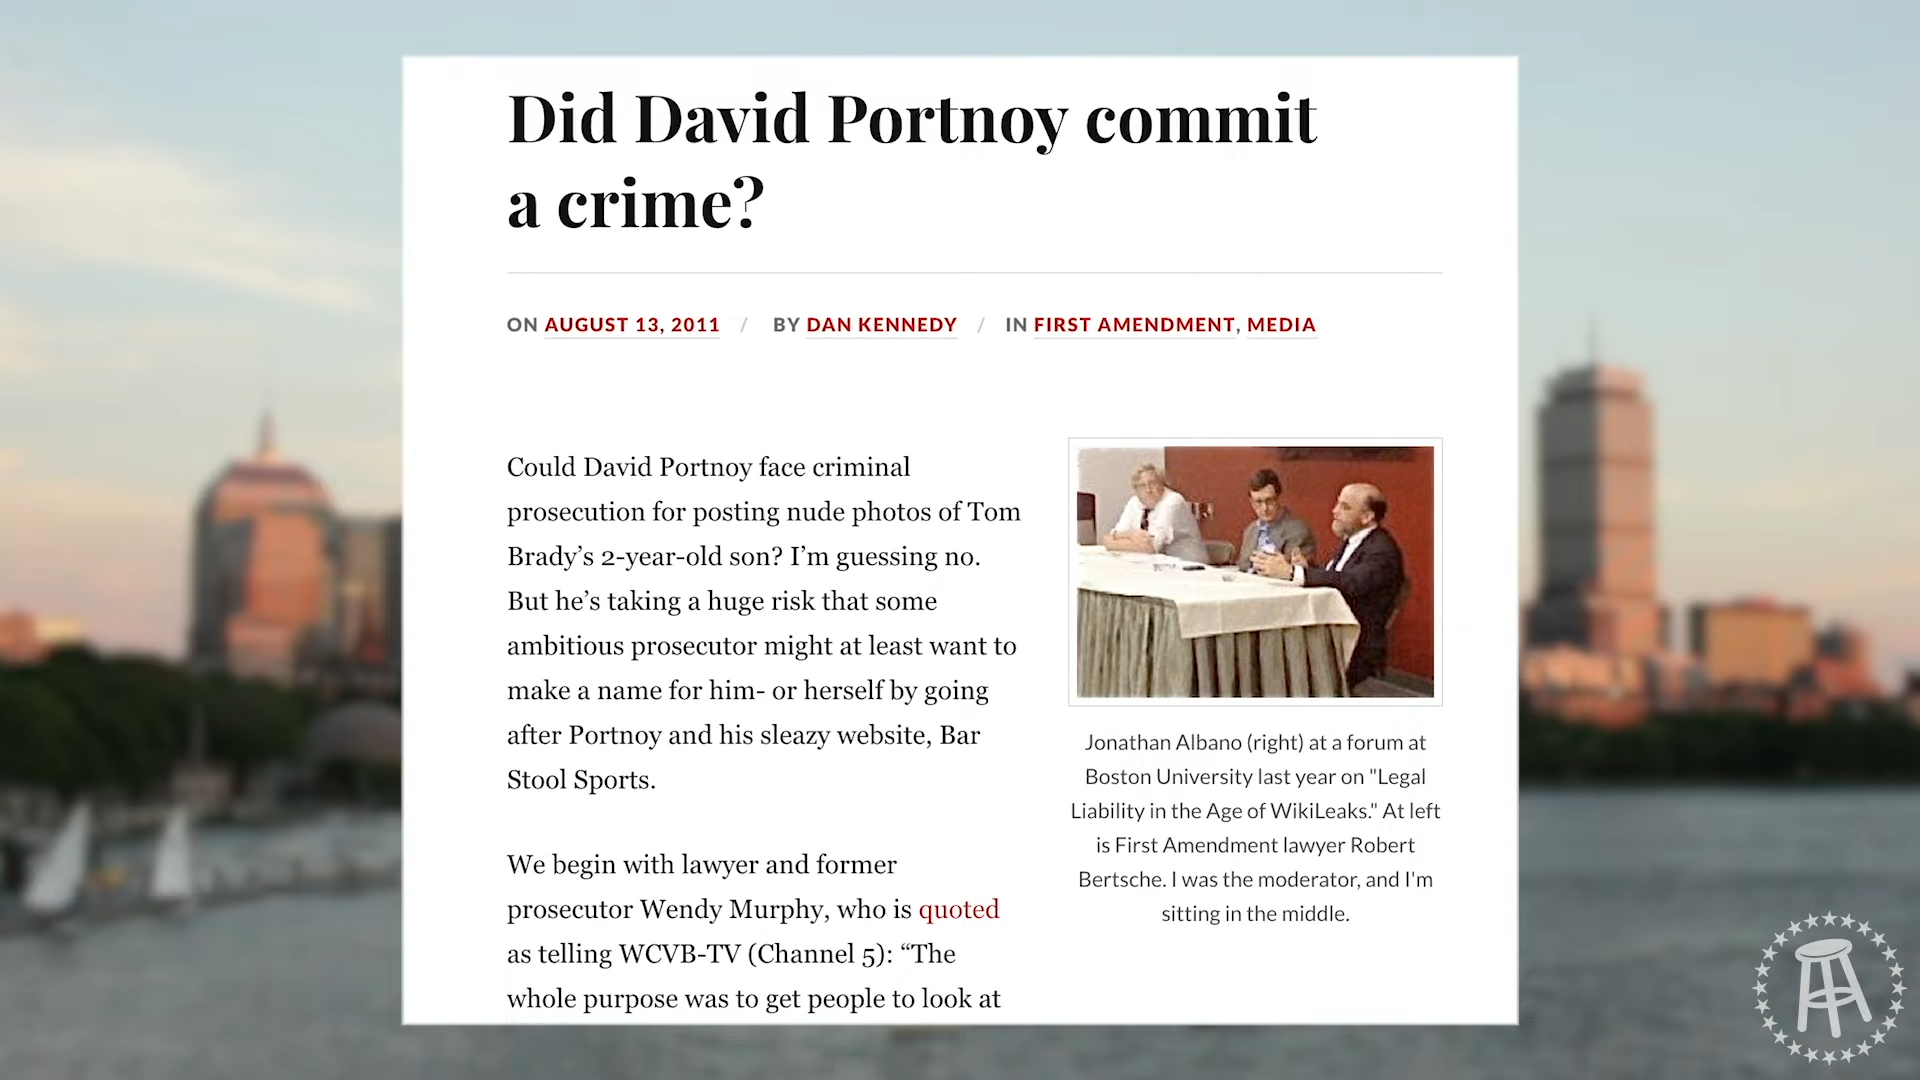 Did David Portnoy commit
a crime?
ON AUGUST 13, 2011 / BY DAN KENNEDY / IN FIRST AMENDMENT, MEDIA
Could David Portnoy face criminal
prosecution for posting nude photos of Tom
Brady’s 2-year-old son? I’m guessing no.
But he’s taking a huge risk that some
ambitious prosecutor might at least want to
make a name for him- or herself by going
after Portnoy and his sleazy website, Bar
Stool Sports.
We begin with lawyer and former
prosecutor Wendy Murphy, who is quoted
as telling WCVB-TV (Channel 5): “The
whole purpose was to get people to look at
Jonathan Albano (right) at a forum at
Boston University last year on "Legal
Liability in the Age of WikiLeaks." At left
is First Amendment lawyer Robert
Bertsche. I was the moderator, and I'm
sitting in the middle.